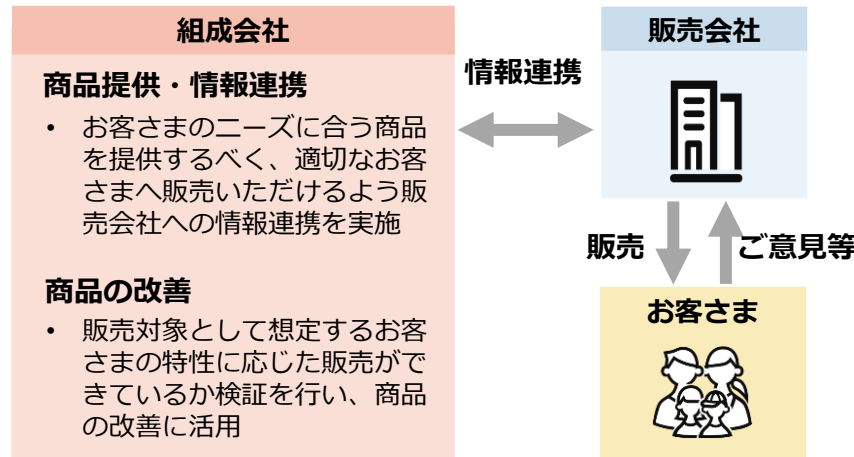 組成会社
商品提供・情報連携
• お客さまのニーズに合う商品
を提供するべく、適切なお客
さまへ販売いただけるよう販
売会社への情報連携を実施
商品の改善
• 販売対象として想定するお客
さまの特性に応じた販売がで
きているか検証を行い、商品
の改善に活用
情報連携
販売会社
販売
ご意見等
お客さま